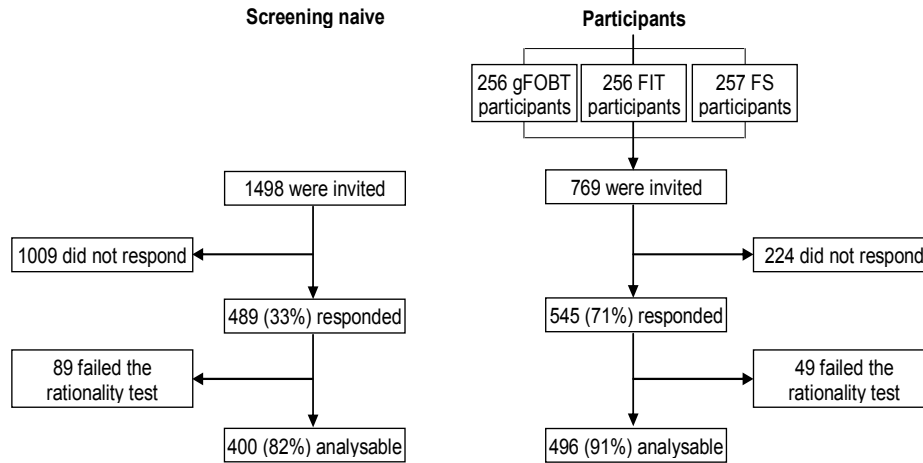 Screening naive
Participants
256 gFOBT
participants
256 FIT
participants
257 FS
participants
1498 were invited
769 were invited
1009 did not respond
224 did not respond
489 (33%) responded
545 (71%) responded
89 failed the
rationality test
49 failed the
rationality test
400 (82%) analysable
496 (91%) analysable